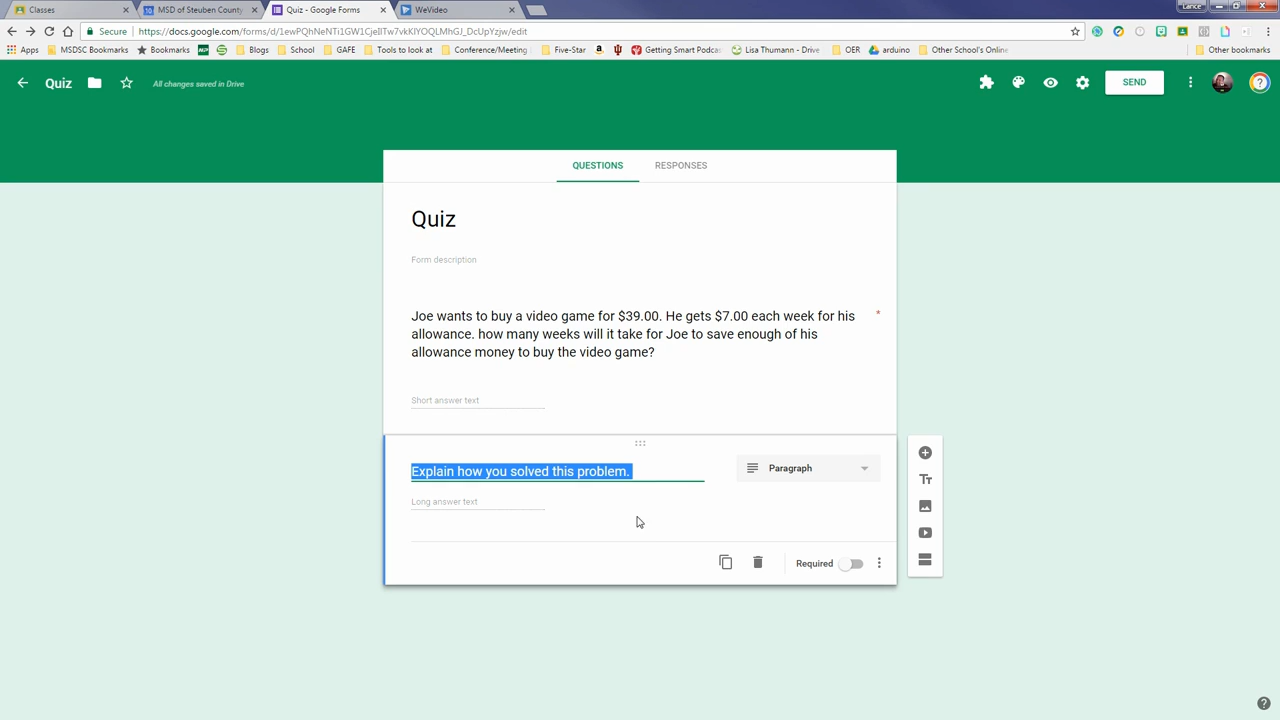 Classes
MSD of Steuben County
Quiz - Google Forms
WeVideo
Lance
Secure
https://docs.google.com/forms/d/1ewPQhNeNTi1GW1CjelITw7vkKlYOQLMhGJ_DcUpYzjw/edit
Apps
MSDSC Bookmarks
Bookmarks
Blogs
School
GAFE
Tools to look at
Conference/Meeting
Five-Star
Getting Smart Podca
Lisa Thumann - Drive
OER
arduino
Other School's Online
Other bookmarks
Quiz
All changes saved in Drive
SEND
QUESTIONS
RESPONSES
Quiz
Form description
Joe wants to buy a video game for $39.00. He gets $7.00 each week for his *
allowance. how many weeks will it take for Joe to save enough of his
allowance money to buy the video game?
Short answer text
Explain how you solved this problem.
Paragraph
Long answer text
Required